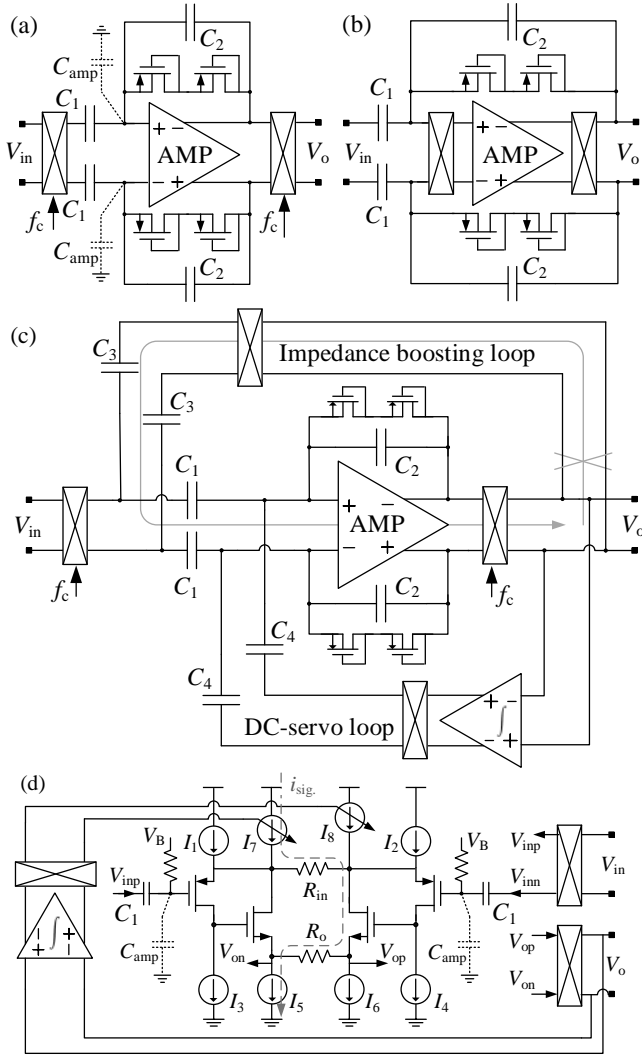 (a)
C2
Camp
C1
+ −
AMP
− +
Vin
Vo
C1
fc
fc
Camp
C2
(b)
C2
C1
+ −
AMP
− +
Vin
Vo
C1
C2
(c)
C3
Impedance boosting loop
C3
C1
C2
+ −
AMP
− +
Vin
Vo
fc
C1
C2
fc
C4
C4
DC-servo loop
+ −
∫
− +
(d)
isig.
VB
I1
I7
I8
I2
VB
Vinp
Vin
Vinp
Vinn
Rin
C1
C1
∫
− +
+ −
Camp
Ro
Camp
Vop
Von
Vop
Von
Vo
I3
I5
I6
I4